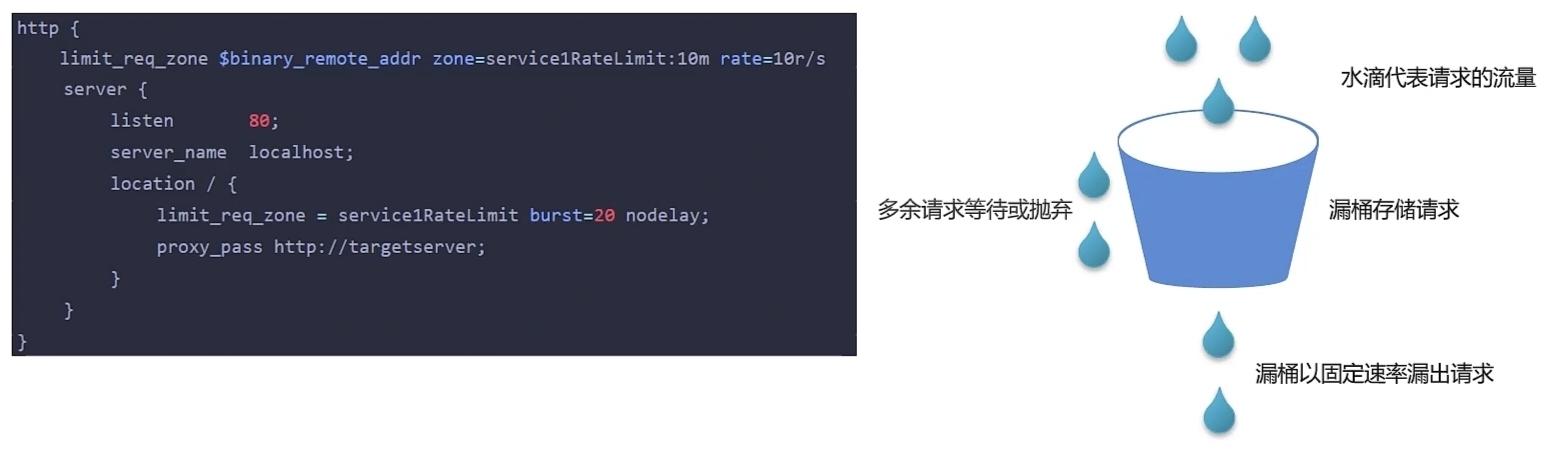 http {
    limit_req_zone $binary_remote_addr zone=service1RateLimit:10m rate=10r/s
    server {
        listen       80;
        server_name  localhost;
        location / {
            limit_req_zone = service1RateLimit burst=20 nodelay;
            proxy_pass http://targetserver;
        }
    }
}
水滴代表请求的流量
多余请求等待或抛弃
漏桶存储请求
漏桶以固定速率漏出请求